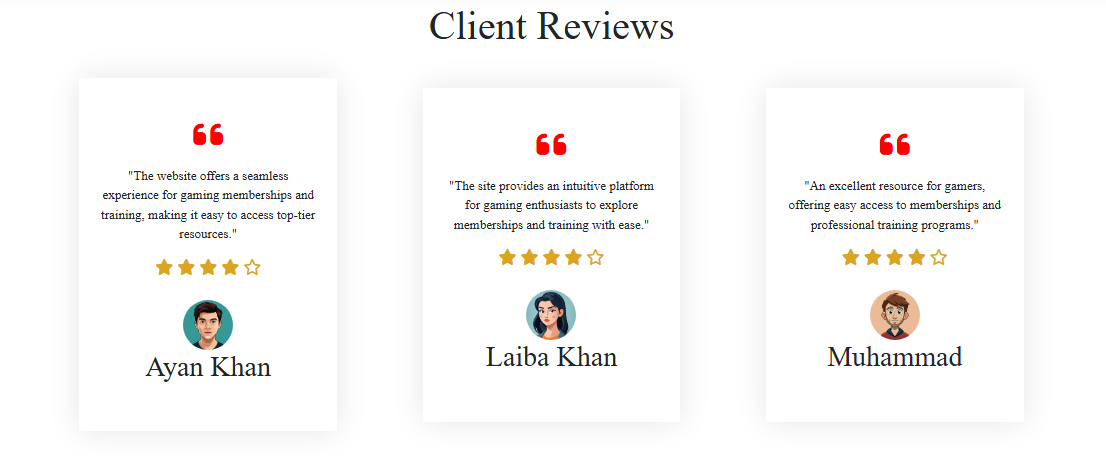 Client Reviews
"The website offers a seamless
experience for gaming memberships and
training, making it easy to access top-tier
resources."
Ayan Khan
"The site provides an intuitive platform
for gaming enthusiasts to explore
memberships and training with ease."
Laiba Khan
"An excellent resource for gamers,
offering easy access to memberships and
professional training programs."
Muhammad